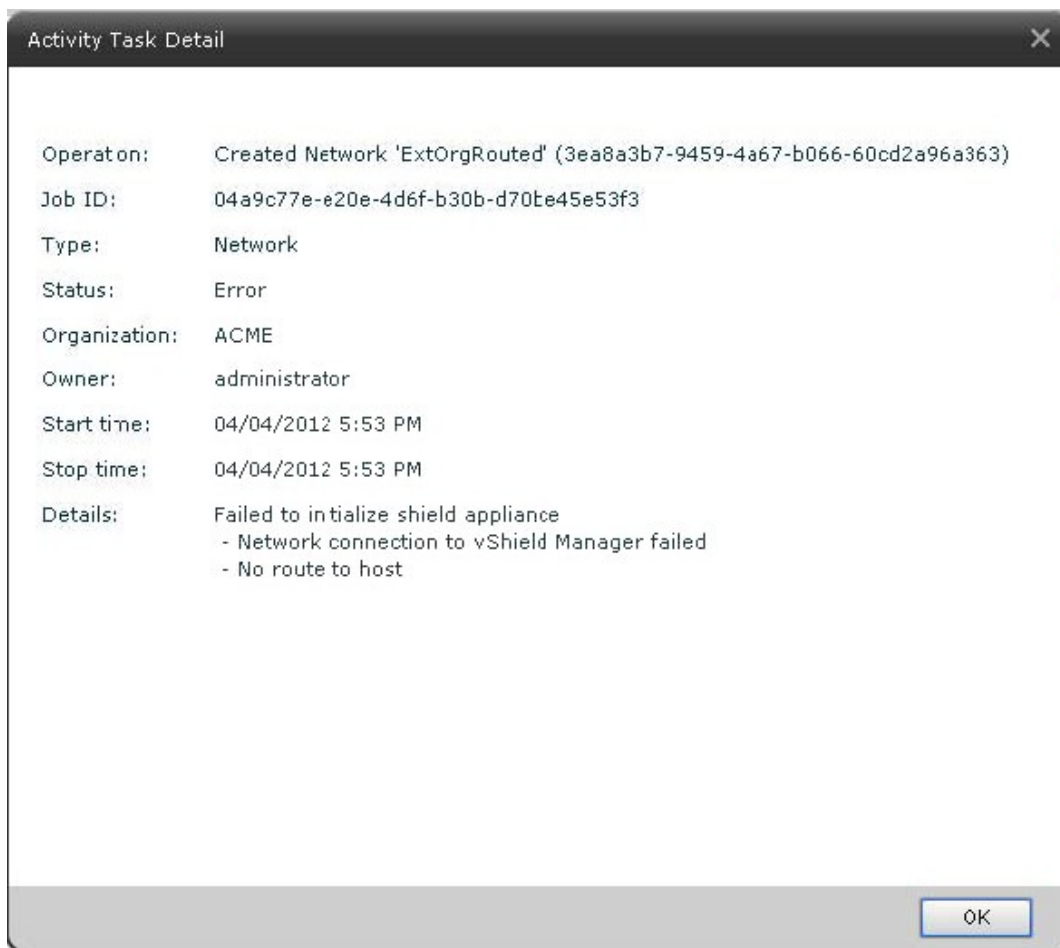 Activity Task Detail
Operation: Created Network 'ExtOrgRouted' (3ea8a3b7-9459-4a67-b066-60cd2a96a363)
Job ID: 04a9c77e-e20e-4d6f-b30b-d70be45e53f3
Type: Network
Status: Error
Organization: ACME
Owner: administrator
Start time: 04/04/2012 5:53 PM
Stop time: 04/04/2012 5:53 PM
Details: Failed to initialize shield appliance
- Network connection to vShield Manager failed
- No route to host
OK